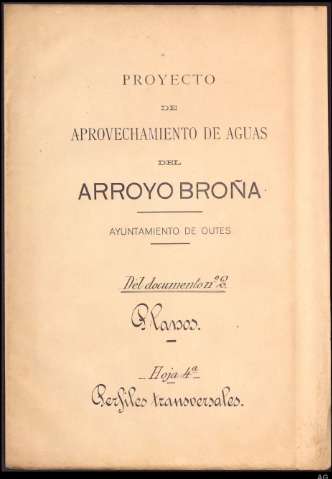 PROYECTO
DE
APROVECHAMIENTO DE AGUAS
DEL
ARROYO BROÑA
AYUNTAMIENTO DE OUTES
Del documento nº 2.
Planos.
Hoja 4ª
Perfiles transversales.
AG